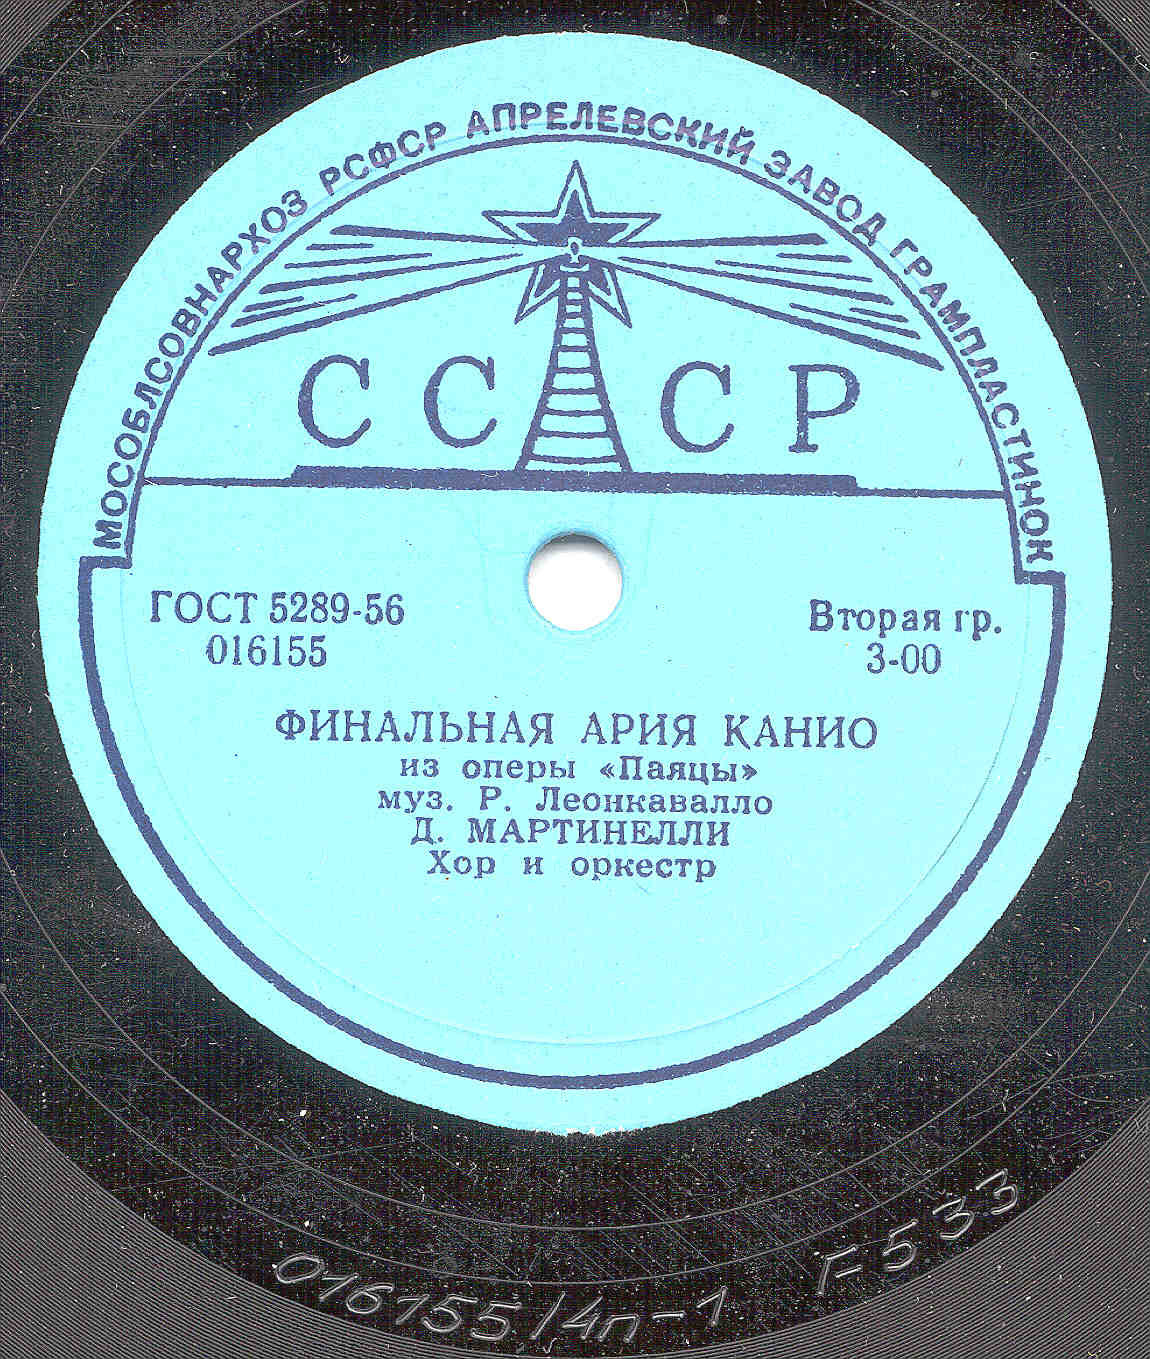 МОСОБЛСОВНАРХОЗ РСФСР АПРЕЛЕВСКИЙ ЗАВОД ГРАМПЛАСТИНОК
СССР
ГОСТ 5289-56
016155
Вторая гр.
3-00
ФИНАЛЬНАЯ АРИЯ КАНИО
из оперы «Паяцы»
муз. Р. Леонкавалло
Д. МАРТИНЕЛЛИ
Хор и оркестр
016155/4п-1 F533